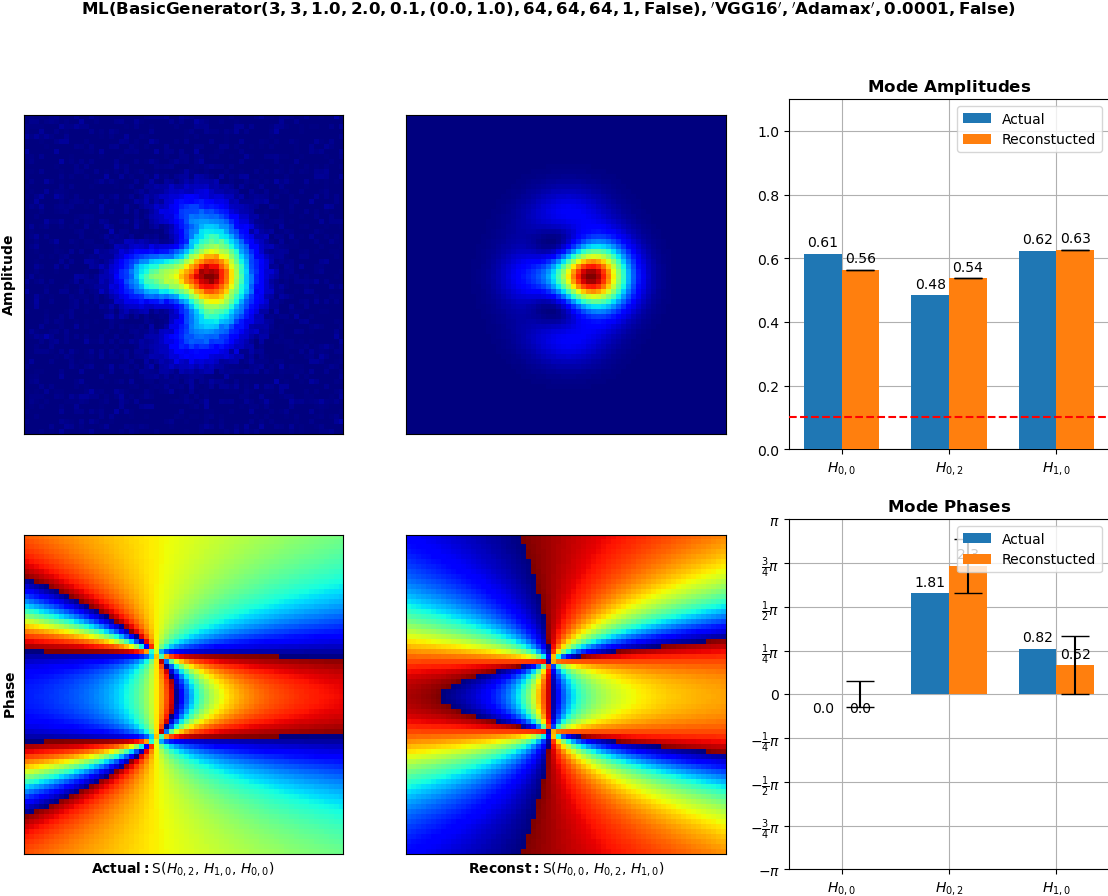 ML(BasicGenerator(3, 3, 1.0, 2.0, 0.1, (0.0, 1.0), 64, 64, 64, 1, False), ′VGG16′, ′Adamax′, 0.0001, False)
Amplitude
Mode Amplitudes
Actual
Reconstucted
1.0
0.8
0.6
0.4
0.2
0.0
0.61
0.56
0.48
0.54
0.62
0.63
H0,0
H0,2
H1,0
Phase
Actual: S(H0,2, H1,0, H0,0)
Reconst: S(H0,0, H0,2, H1,0)
Mode Phases
Actual
Reconstucted
π
3/4π
1/2π
1/4π
0
−1/4π
−1/2π
−3/4π
−π
0.0
0.0
1.81
2.3
0.82
0.52
H0,0
H0,2
H1,0